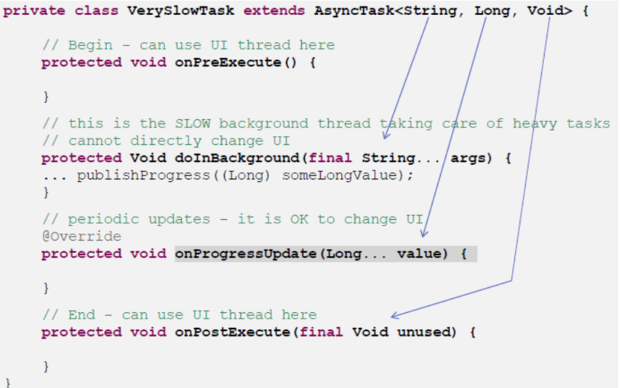 private class VerySlowTask extends AsyncTask<String, Long, Void> {
// Begin - can use UI thread here
protected void onPreExecute() {
}
// this is the SLOW background thread taking care of heavy tasks
// cannot directly change UI
protected Void doInBackground(final String... args) {
... publishProgress((Long) someLongValue);
}
// periodic updates - it is OK to change UI
@Override
protected void onProgressUpdate(Long... value) {
}
// End - can use UI thread here
protected void onPostExecute(final Void unused) {
}
}